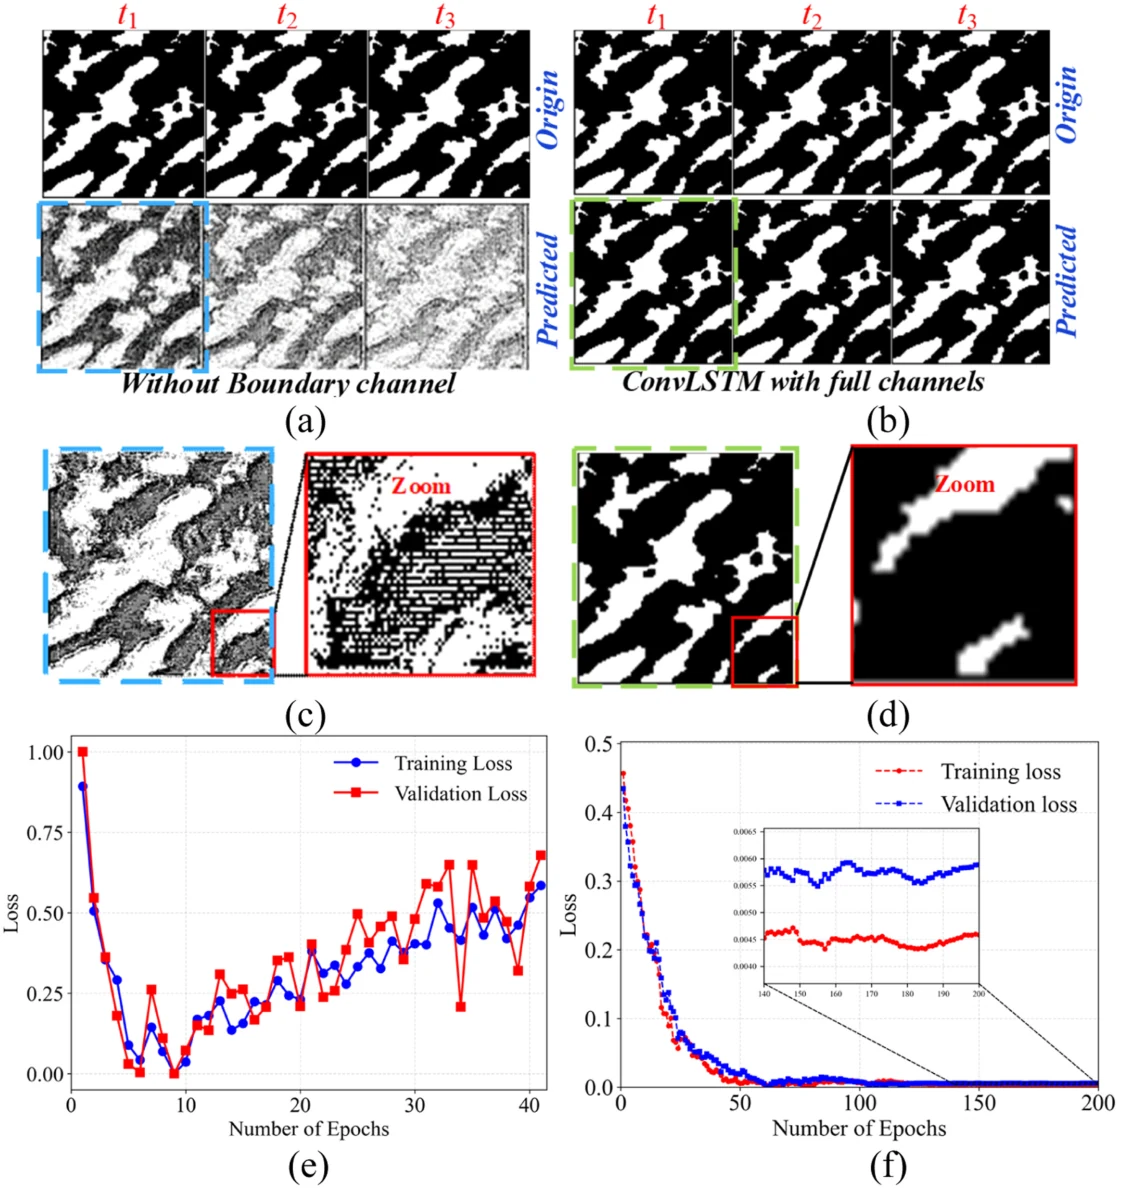 t1 t2 t3
Origin
Predicted
Without Boundary channel
(a)
t1 t2 t3
Origin
Predicted
ConvLSTM with full channels
(b)
Zoom
(c)
Zoom
(d)
1.00
0.75
0.50
0.25
0.00
Loss
Training Loss
Validation Loss
0 10 20 30 40
Number of Epochs
(e)
0.5
0.4
0.3
0.2
0.1
0.0
Loss
Training loss
Validation loss
0.0065
0.0060
0.0055
0.0050
0.0045
0.0040
140 150 160 170 180 190 200
0 50 100 150 200
Number of Epochs
(f)